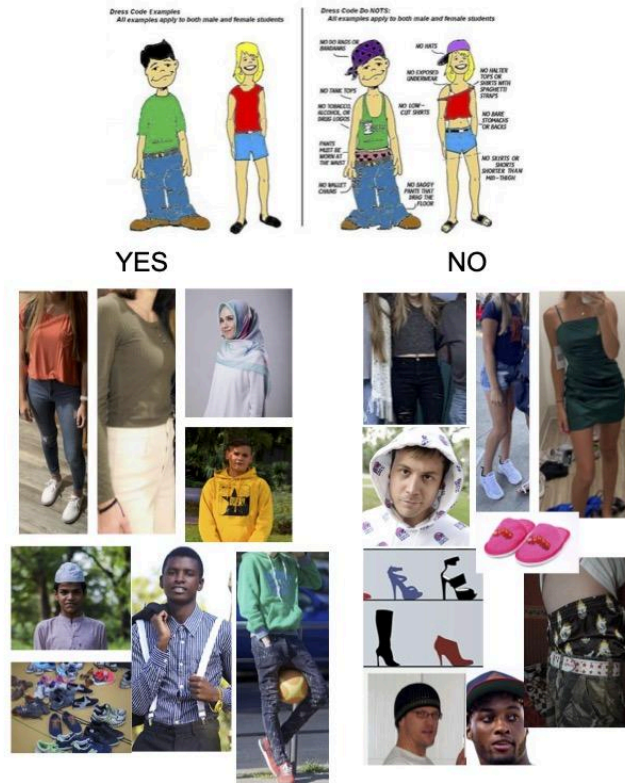 Dress Code Examples
All examples apply to both male and female students
Dress Code Do NOTS:
All examples apply to both male and female students
NO DO RAGS OR
BANDANAS
NO TANK TOPS
NO TOBACCO,
ALCOHOL, OR
DRUG LOGOS
PANTS
MUST BE
WORN AT
THE WAIST
NO WALLET
CHAINS
NO HATS
NO EXPOSED
UNDERWEAR
NO LOW-
CUT SHIRTS
NO BAGGY
PANTS THAT
DRAG THE
FLOOR
NO HALTER
TOPS OR
SHIRTS WITH
SPAGHETTI
STRAPS
NO BARE
STOMACHS
OR BACKS
NO SKIRTS OR
SHORTS
SHORTER THAN
MID-THIGH
YES
NO